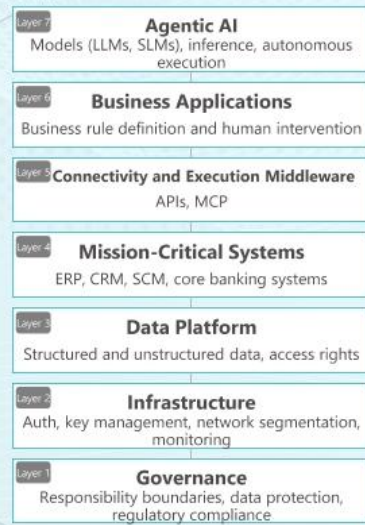 Layer 7
Agentic AI
Models (LLMs, SLMs), inference, autonomous
execution
Layer 6
Business Applications
Business rule definition and human intervention
Layer 5
Connectivity and Execution Middleware
APIs, MCP
Layer 4
Mission-Critical Systems
ERP, CRM, SCM, core banking systems
Layer 3
Data Platform
Structured and unstructured data, access rights
Layer 2
Infrastructure
Auth, key management, network segmentation,
monitoring
Layer 1
Governance
Responsibility boundaries, data protection,
regulatory compliance